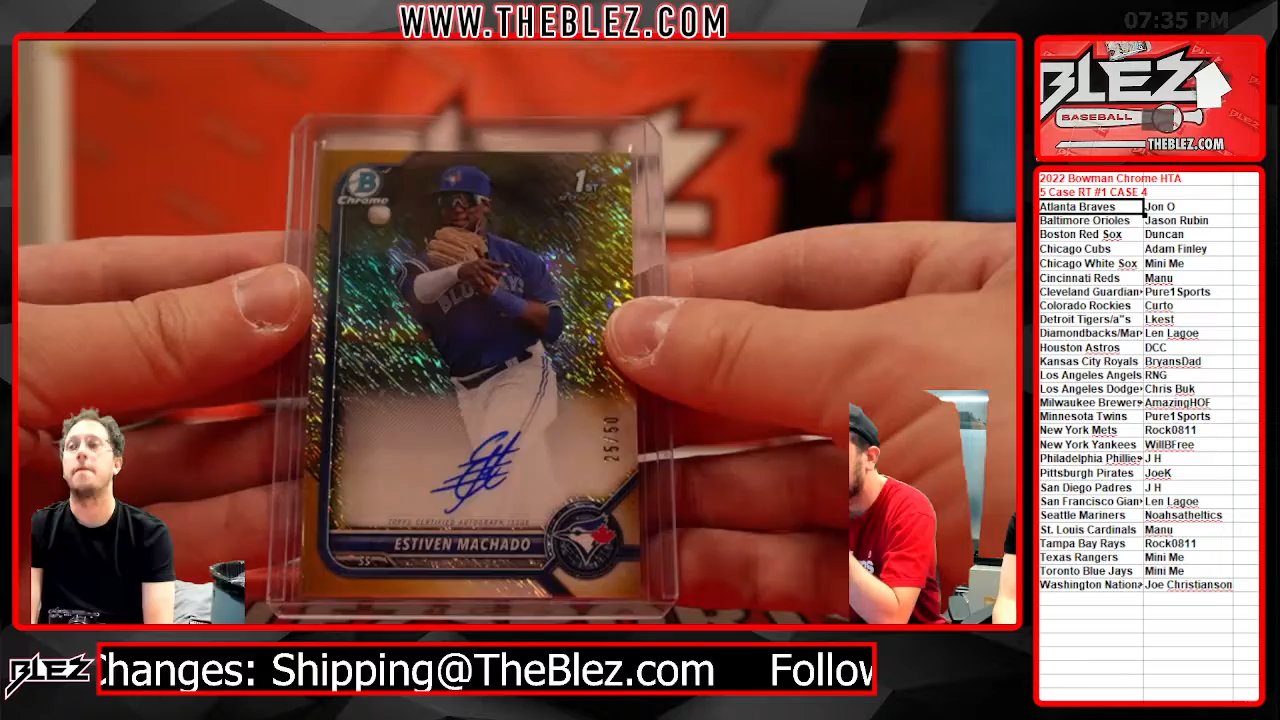 WWW.THEBLEZ.COM
07:35 PM
BLEZ
BASEBALL
THEBLEZ.COM
B
Chrome
1ST
BLUE JAYS
25/50
TOPPS CERTIFIED AUTOGRAPH ISSUE
ESTIVEN MACHADO
SS
2022 Bowman Chrome HTA
5 Case RT #1 CASE 4
Atlanta Braves Jon O
Baltimore Orioles Jason Rubin
Boston Red Sox Duncan
Chicago Cubs Adam Finley
Chicago White Sox Mini Me
Cincinnati Reds Manu
Cleveland Guardian Pure1Sports
Colorado Rockies Curto
Detroit Tigers/a"s Lkest
Diamondbacks/Mar Len Lagoe
Houston Astros DCC
Kansas City Royals BryansDad
Los Angeles Angels RNG
Los Angeles Dodge Chris Buk
Milwaukee Brewers AmazingHOF
Minnesota Twins Pure1Sports
New York Mets Rock0811
New York Yankees WillBFree
Philadelphia Phillie J H
Pittsburgh Pirates JoeK
San Diego Padres J H
San Francisco Gian Len Lagoe
Seattle Mariners Noahsatheltics
St. Louis Cardinals Manu
Tampa Bay Rays Rock0811
Texas Rangers Mini Me
Toronto Blue Jays Mini Me
Washington Nation Joe Christianson
BLEZ
Changes: Shipping@TheBlez.com Follow